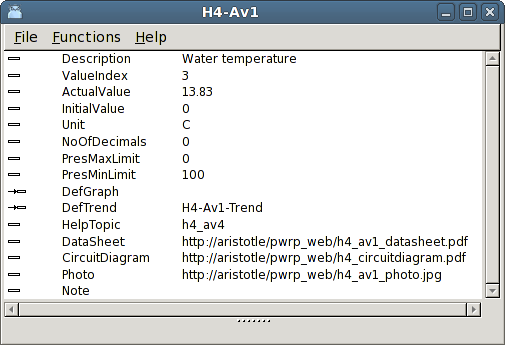 H4-Av1
File Functions Help
Description Water temperature
ValueIndex 3
ActualValue 13.83
InitialValue 0
Unit C
NoOfDecimals 0
PresMaxLimit 0
PresMinLimit 100
DefGraph
DefTrend H4-Av1-Trend
HelpTopic h4_av4
DataSheet http://aristotle/pwrp_web/h4_av1_datasheet.pdf
CircuitDiagram http://aristotle/pwrp_web/h4_circuitdiagram.pdf
Photo http://aristotle/pwrp_web/h4_av1_photo.jpg
Note